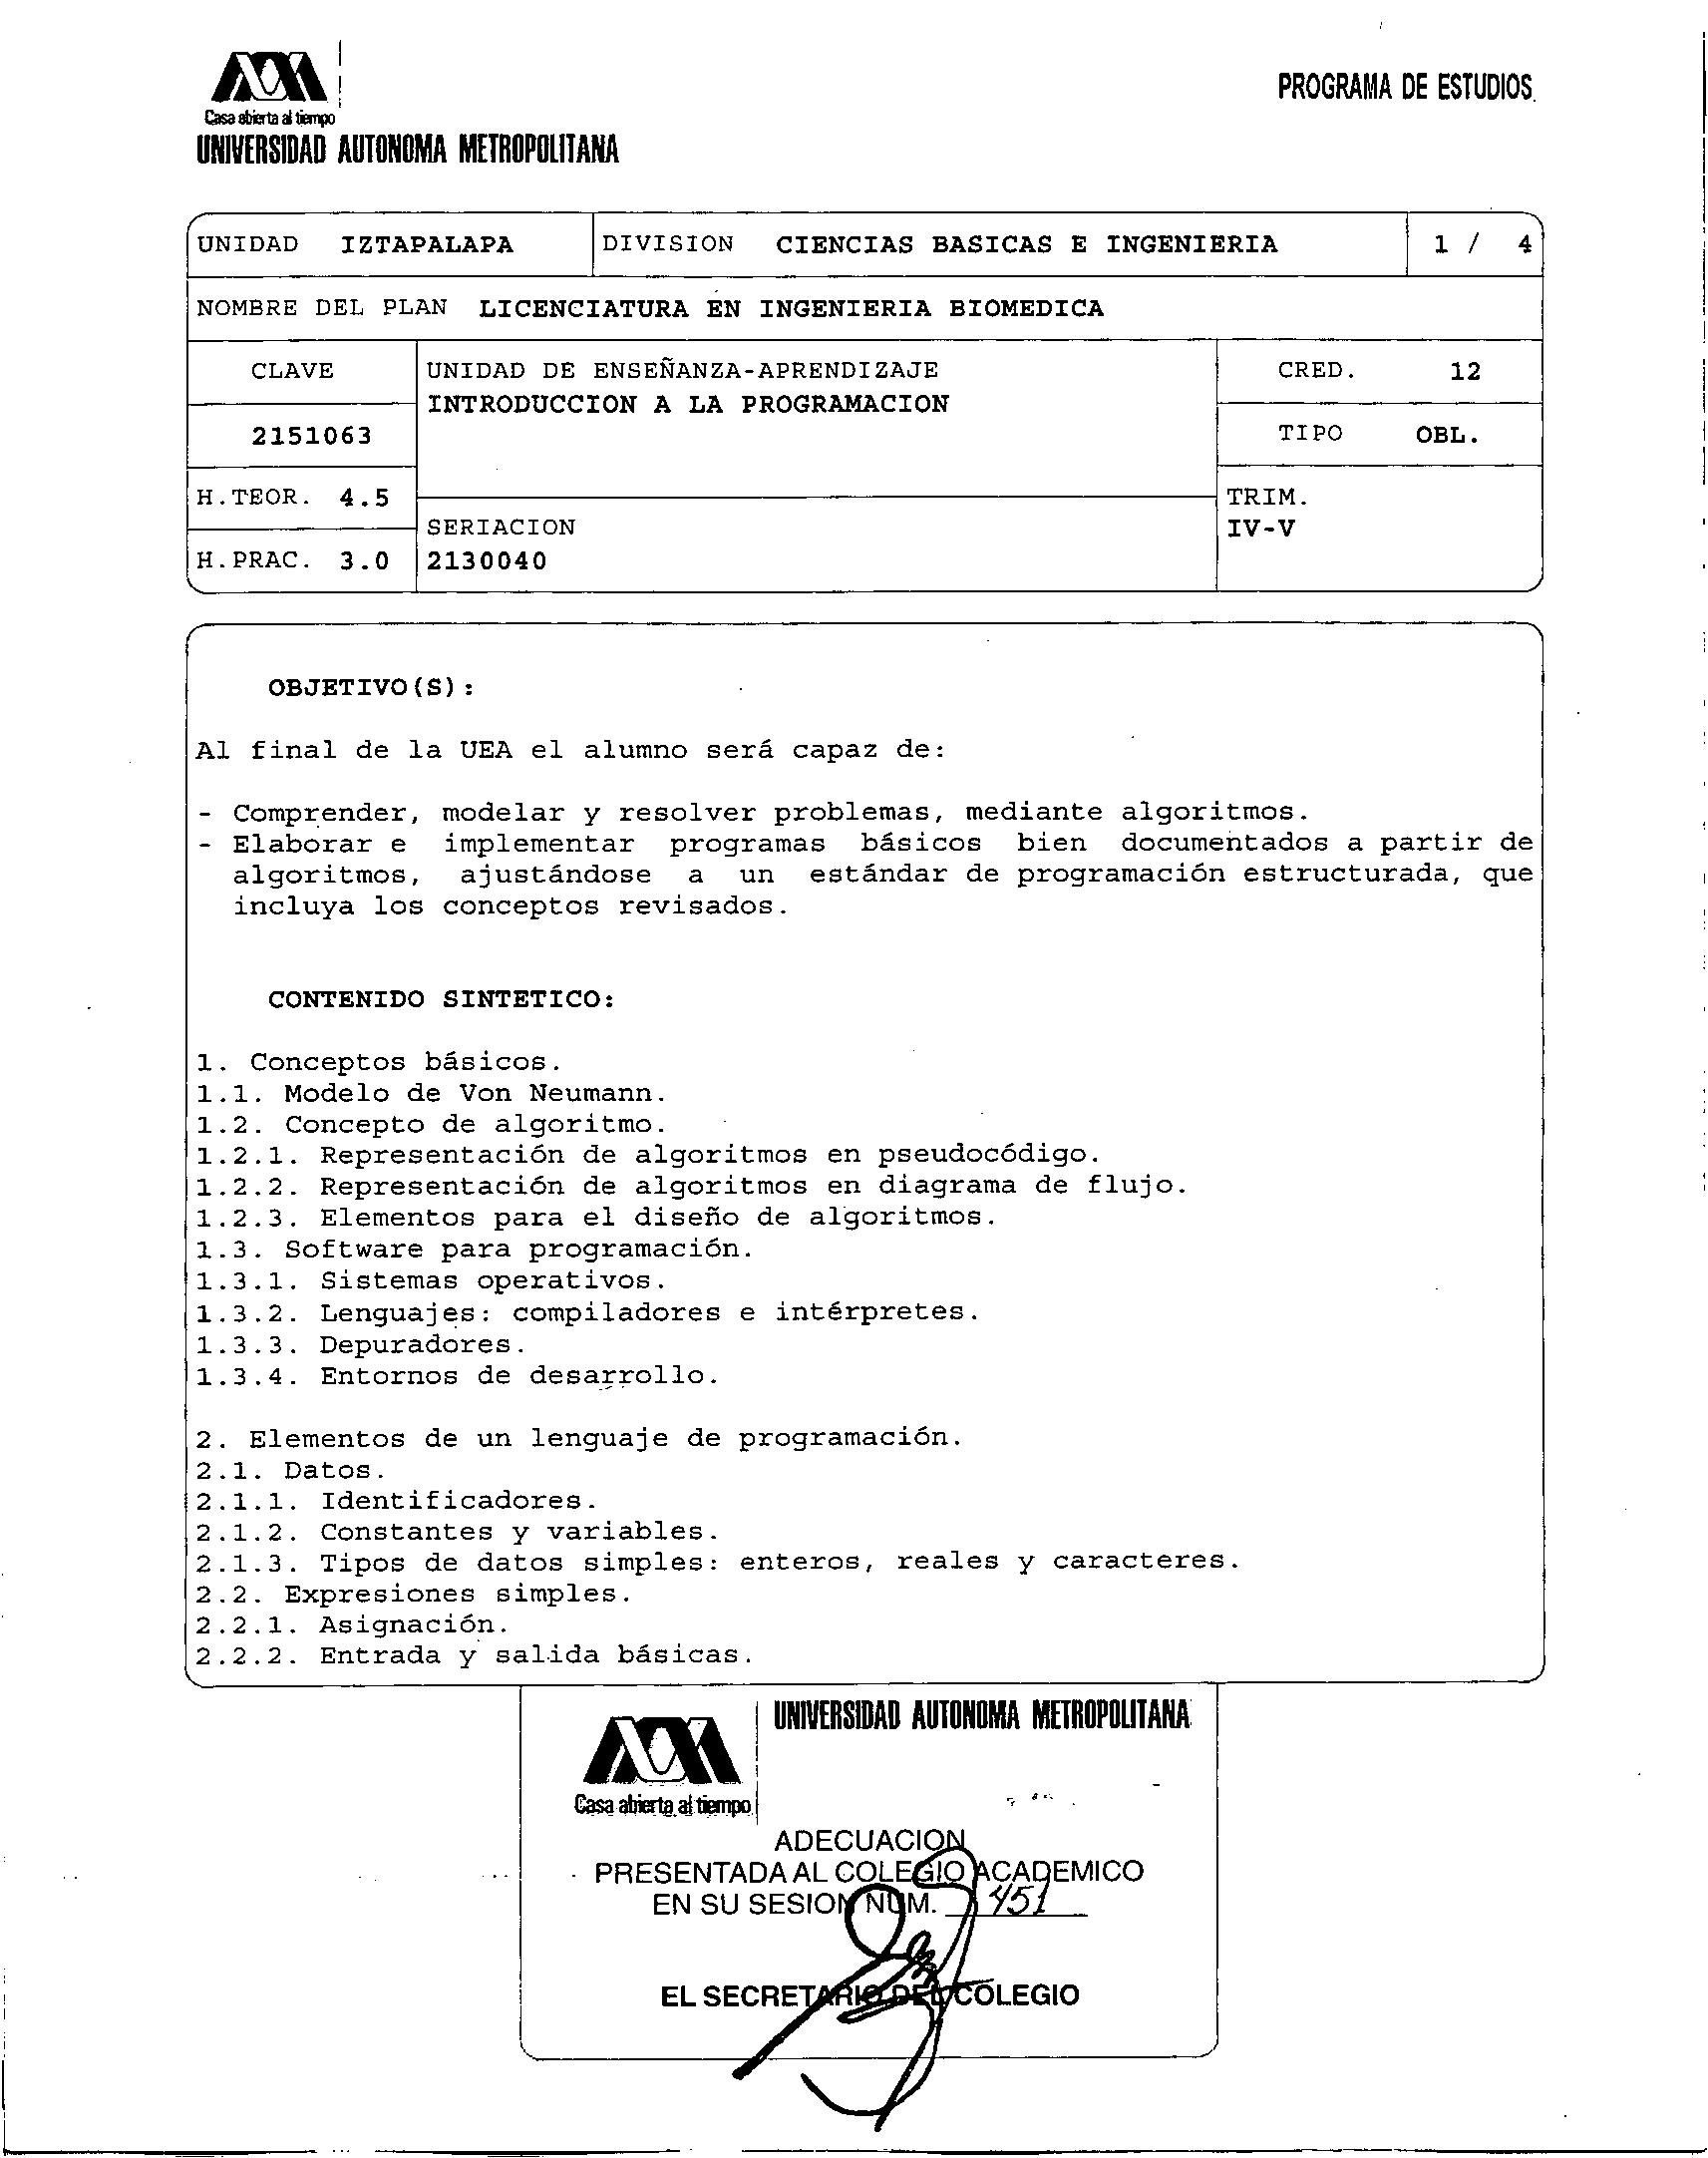 Casa abierta al tiempo
UNIVERSIDAD AUTONOMA METROPOLITANA
PROGRAMA DE ESTUDIOS
UNIDAD IZTAPALAPA
DIVISION CIENCIAS BASICAS E INGENIERIA
1 / 4
NOMBRE DEL PLAN LICENCIATURA EN INGENIERIA BIOMEDICA
CLAVE
2151063
H.TEOR. 4.5
H.PRAC. 3.0
UNIDAD DE ENSEÑANZA-APRENDIZAJE
INTRODUCCION A LA PROGRAMACION
SERIACION
2130040
CRED. 12
TIPO OBL.
TRIM.
IV-V
OBJETIVO(S):
Al final de la UEA el alumno será capaz de:
- Comprender, modelar y resolver problemas, mediante algoritmos.
- Elaborar e implementar programas básicos bien documentados a partir de
algoritmos, ajustándose a un estándar de programación estructurada, que
incluya los conceptos revisados.
CONTENIDO SINTETICO:
1. Conceptos básicos.
1.1. Modelo de Von Neumann.
1.2. Concepto de algoritmo.
1.2.1. Representación de algoritmos en pseudocódigo.
1.2.2. Representación de algoritmos en diagrama de flujo.
1.2.3. Elementos para el diseño de algoritmos.
1.3. Software para programación.
1.3.1. Sistemas operativos.
1.3.2. Lenguajes: compiladores e intérpretes.
1.3.3. Depuradores.
1.3.4. Entornos de desarrollo.
2. Elementos de un lenguaje de programación.
2.1. Datos.
2.1.1. Identificadores.
2.1.2. Constantes y variables.
2.1.3. Tipos de datos simples: enteros, reales y caracteres.
2.2. Expresiones simples.
2.2.1. Asignación.
2.2.2. Entrada y salida básicas.
UNIVERSIDAD AUTONOMA METROPOLITANA
Casa abierta al tiempo
ADECUACION
PRESENTADA AL COLEGIO ACADEMICO
EN SU SESION NUM. 451
EL SECRETARIO DEL COLEGIO